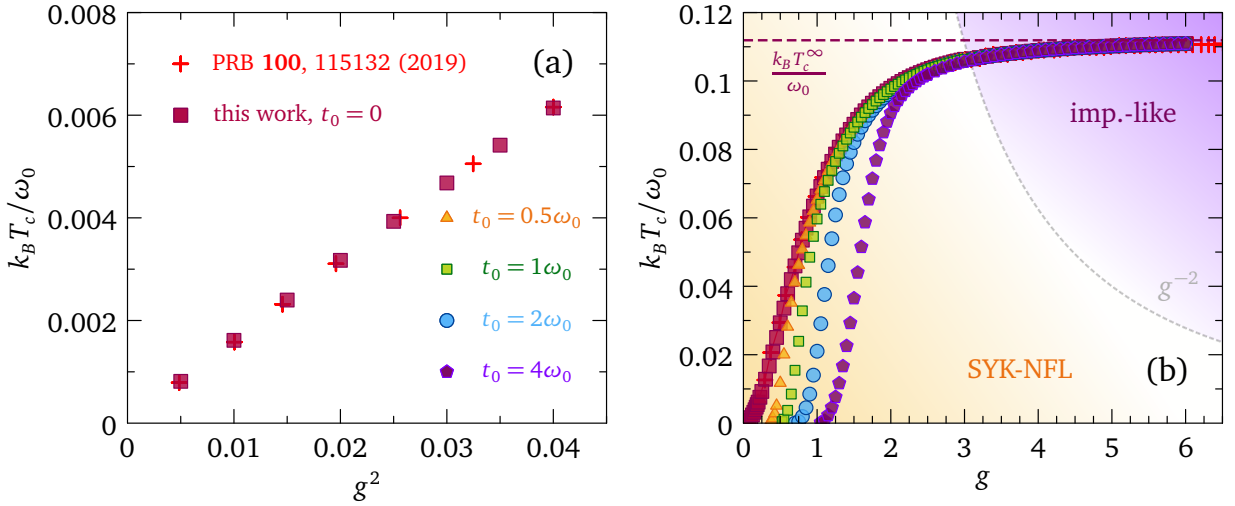 0.008
0.006
0.004
0.002
0
k_B T_c/ω_0
0
0.01
0.02
0.03
0.04
g^2
(a)
PRB 100, 115132 (2019)
this work, t_0 = 0
t_0 = 0.5ω_0
t_0 = 1ω_0
t_0 = 2ω_0
t_0 = 4ω_0
0.12
0.1
0.08
0.06
0.04
0.02
0
k_B T_c/ω_0
0
1
2
3
4
5
6
g
k_B T_c^∞
ω_0
imp.-like
g^{-2}
SYK-NFL
(b)